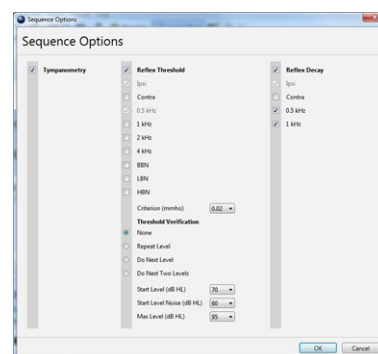 Sequence Options
Sequence Options
Tympanometry
Reflex Threshold
Ipsi
Contra
0.5 kHz
1 kHz
2 kHz
4 kHz
BBN
LBN
HBN
Criterion (mmho) 0.02
Threshold Verification
None
Repeat Level
Do Next Level
Do Next Two Levels
Start Level (dB HL) 70
Start Level Noise (dB HL) 60
Max Level (dB HL) 95
Reflex Decay
Ipsi
Contra
0.5 kHz
1 kHz
OK Cancel